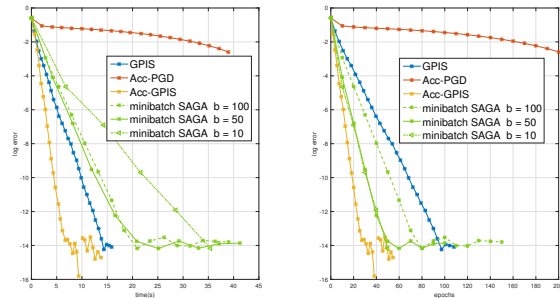 0
-2
-4
-6
-8
-10
-12
-14
-16
log error
0 5 10 15 20 25 30 35 40 45
time(s)
GPIS
Acc-PGD
Acc-GPIS
minibatch SAGA b = 100
minibatch SAGA b = 50
minibatch SAGA b = 10
0
-2
-4
-6
-8
-10
-12
-14
-16
log error
0 20 40 60 80 100 120 140 160 180 200
epochs
GPIS
Acc-PGD
Acc-GPIS
minibatch SAGA b = 100
minibatch SAGA b = 50
minibatch SAGA b = 10